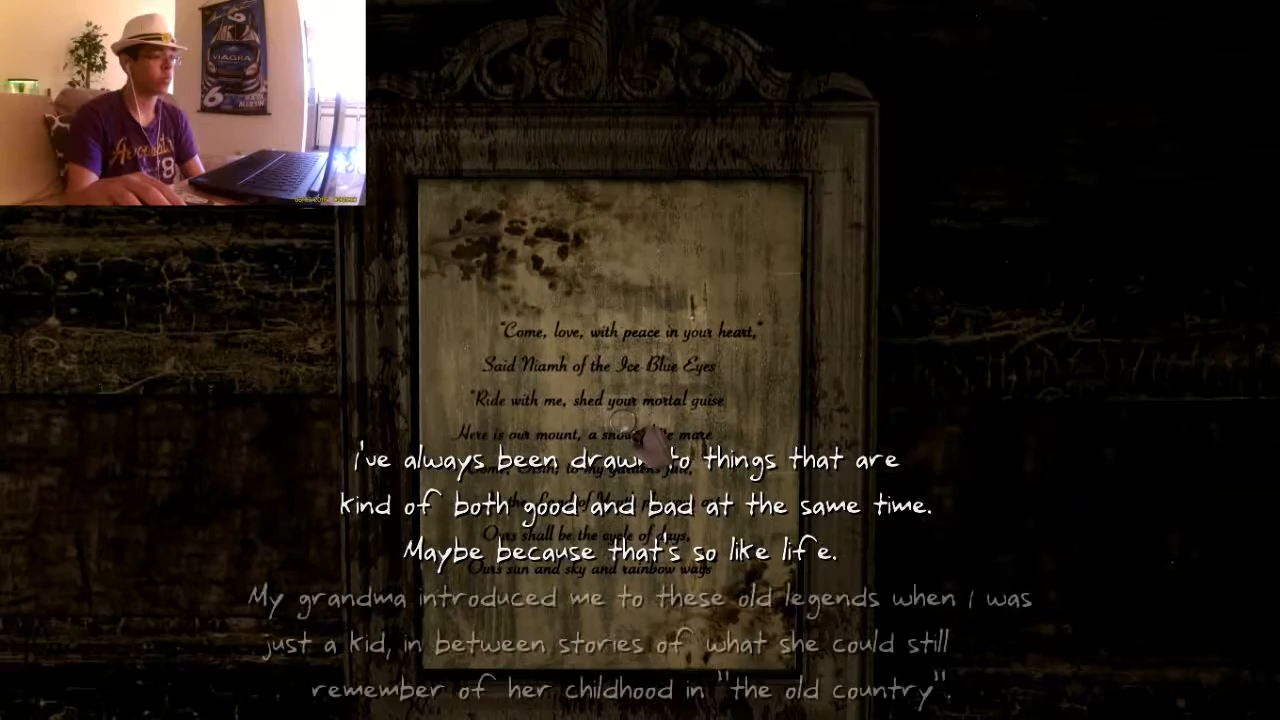 6
VIAGRA
6
"Come, love, with peace in your heart,"
Said Niamh of the Ice Blue Eyes
"Ride with me, shed your mortal guise
Here is our mount, a mare
i've always been drawn to things that are
kind of both good and bad at the same time.
Ours shall be the cycle of days,
Maybe because that's so like life.
Ours sun and sky and rainbow ways"
My grandma introduced me to these old legends when i was
just a kid, in between stories of what she could still
remember of her childhood in "the old country".